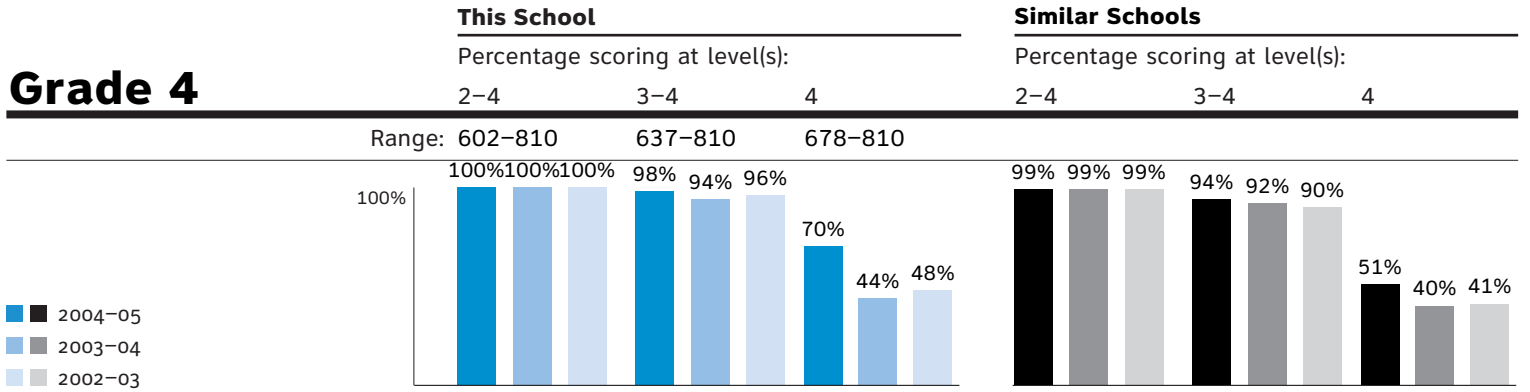 This School Similar Schools
Percentage scoring at level(s): Percentage scoring at level(s):
Grade 4 2–4 3–4 4 2–4 3–4 4
Range: 602–810 637–810 678–810
100% 100% 100% 98% 94% 96% 70% 44% 48% 99% 99% 99% 94% 92% 90% 51% 40% 41%
100%
2004–05
2003–04
2002–03